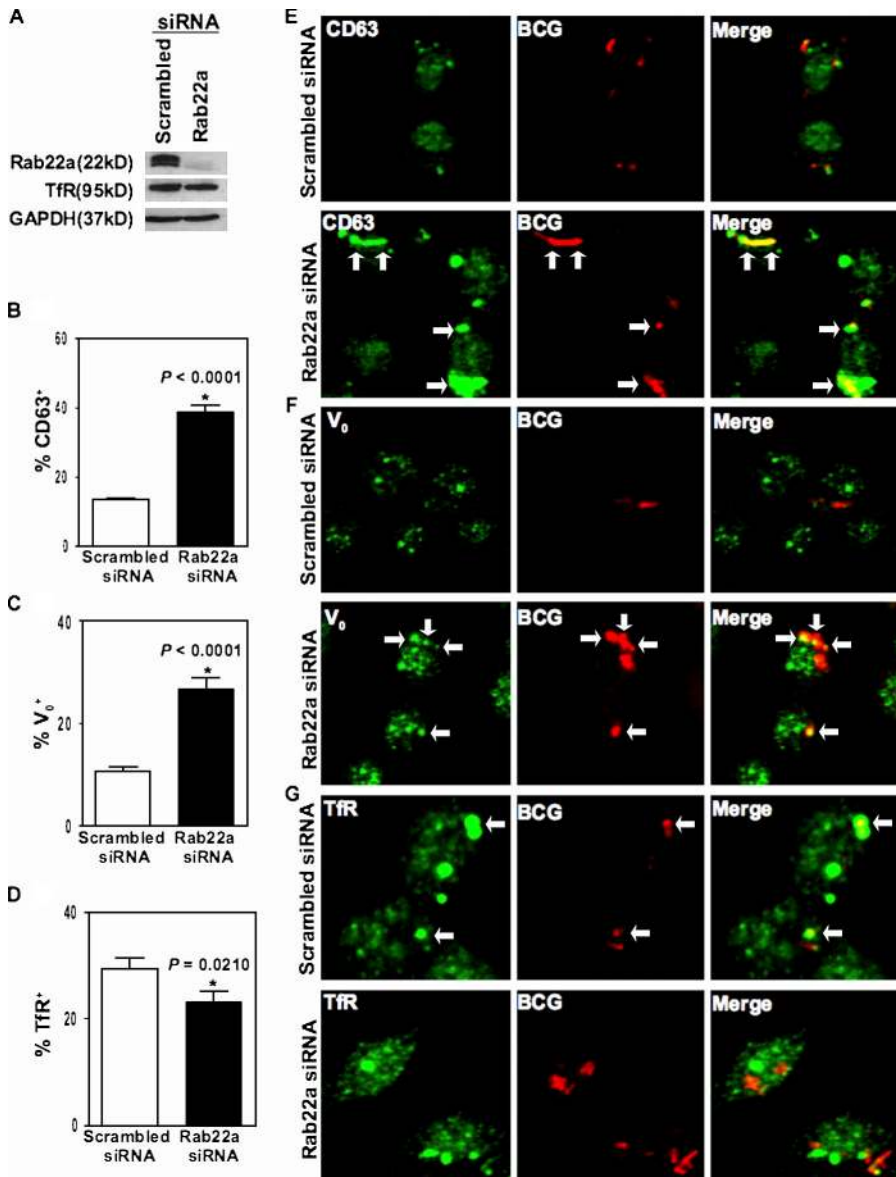 A
siRNA
Scrambled
Rab22a
Rab22a(22kD)
TfR(95kD)
GAPDH(37kD)
B
% CD63⁺
60
40
20
0
P < 0.0001
*
Scrambled siRNA
Rab22a siRNA
C
% V₀⁺
40
20
0
P < 0.0001
*
Scrambled siRNA
Rab22a siRNA
D
% TfR⁺
40
20
0
P = 0.0210
*
Scrambled siRNA
Rab22a siRNA
E
Scrambled siRNA
CD63
BCG
Merge
Rab22a siRNA
CD63
BCG
Merge
F
Scrambled siRNA
V₀
BCG
Merge
Rab22a siRNA
V₀
BCG
Merge
G
Scrambled siRNA
TfR
BCG
Merge
Rab22a siRNA
TfR
BCG
Merge